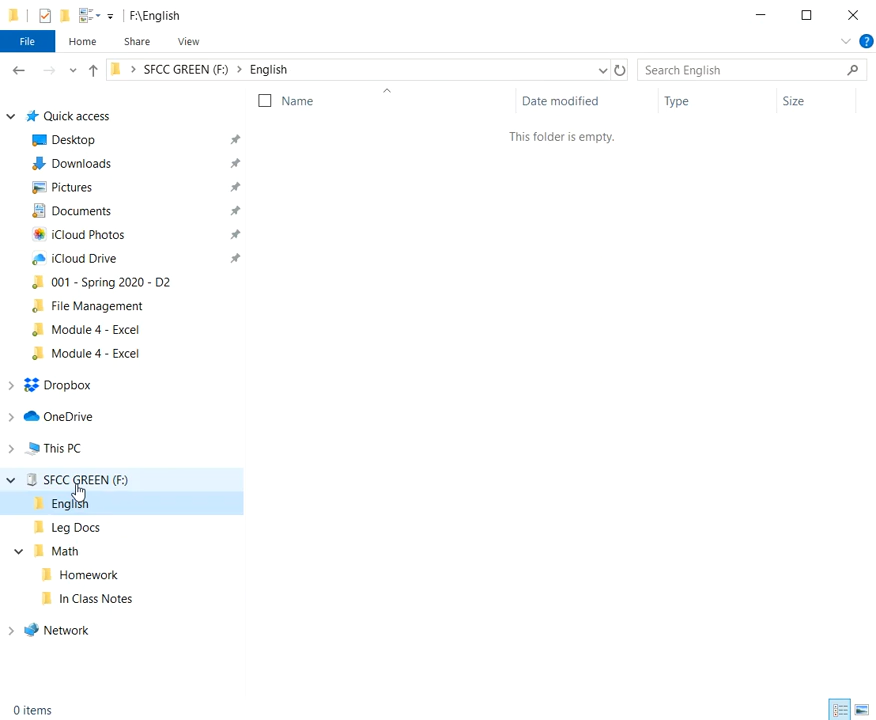 F:\English
File Home Share View
SFCC GREEN (F:) English
Search English
Name Date modified Type Size
This folder is empty.
Quick access
Desktop
Downloads
Pictures
Documents
iCloud Photos
iCloud Drive
001 - Spring 2020 - D2
File Management
Module 4 - Excel
Module 4 - Excel
Dropbox
OneDrive
This PC
SFCC GREEN (F:)
English
Leg Docs
Math
Homework
In Class Notes
Network
0 items